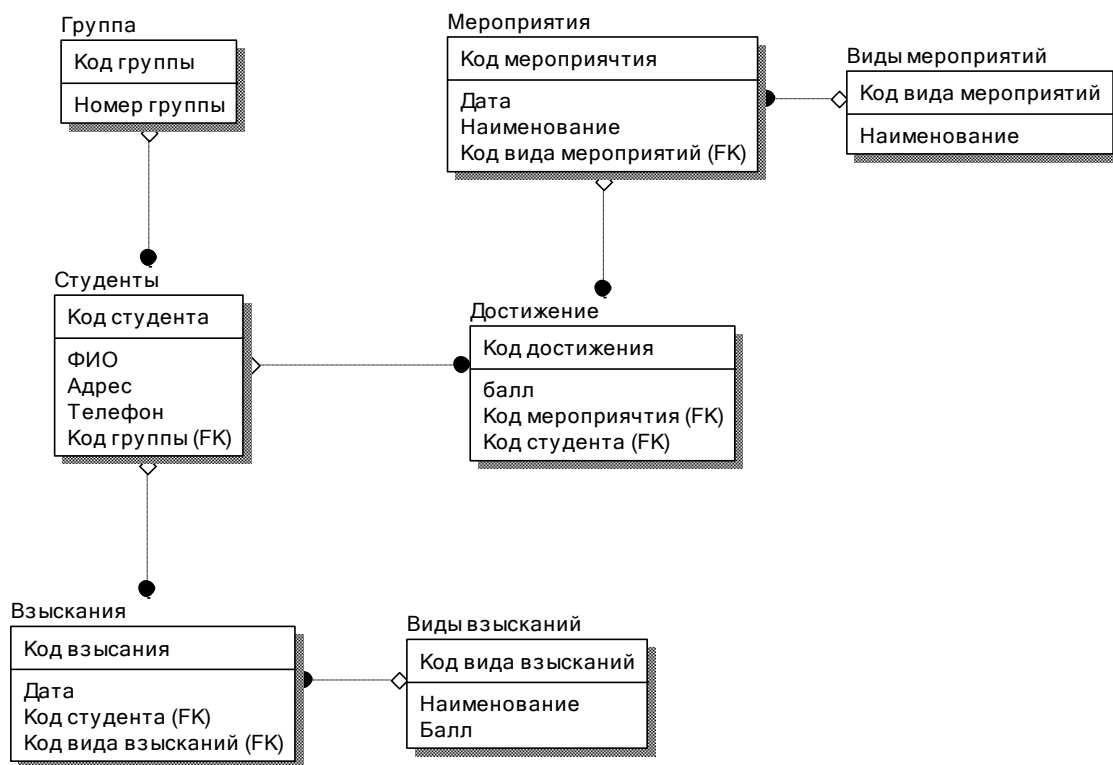 Группа
Код группы
Номер группы
Мероприятия
Код мероприячтия
Дата
Наименование
Код вида мероприятий (FK)
Виды мероприятий
Код вида мероприятий
Наименование
Студенты
Код студента
ФИО
Адрес
Телефон
Код группы (FK)
Достижение
Код достижения
балл
Код мероприячтия (FK)
Код студента (FK)
Взыскания
Код взысания
Дата
Код студента (FK)
Код вида взысканий (FK)
Виды взысканий
Код вида взысканий
Наименование
Балл